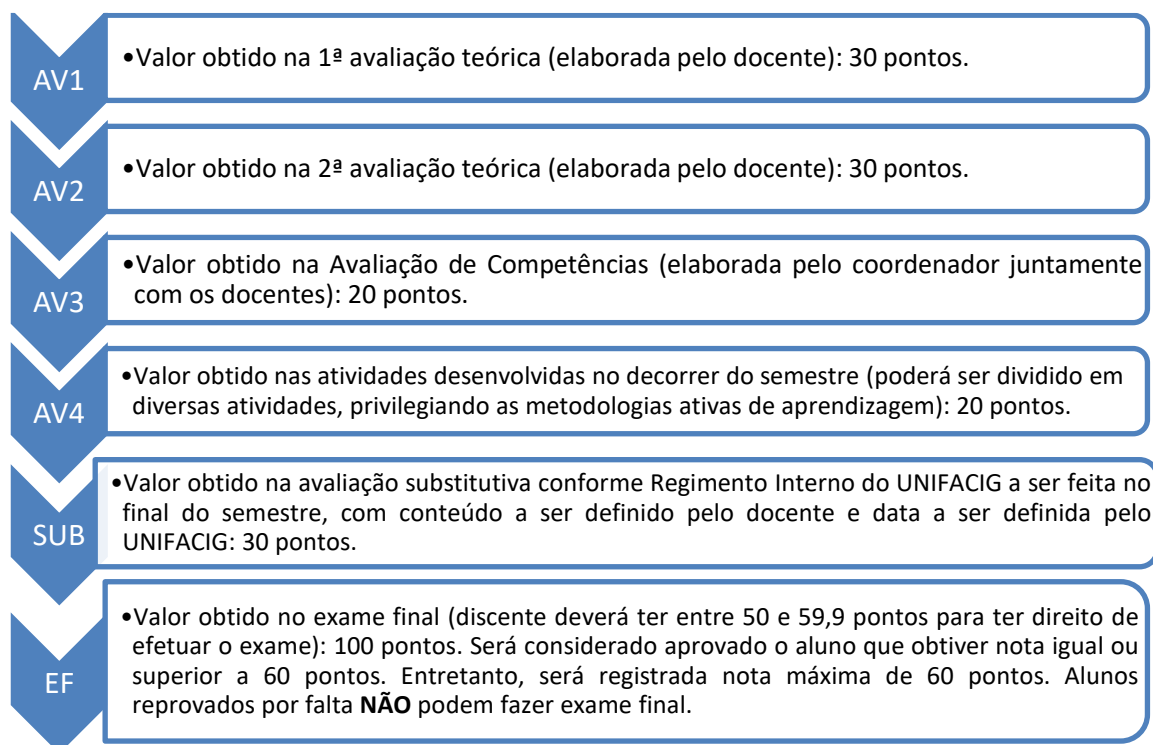 AV1
•Valor obtido na 1ª avaliação teórica (elaborada pelo docente): 30 pontos.
AV2
•Valor obtido na 2ª avaliação teórica (elaborada pelo docente): 30 pontos.
AV3
•Valor obtido na Avaliação de Competências (elaborada pelo coordenador juntamente
com os docentes): 20 pontos.
AV4
•Valor obtido nas atividades desenvolvidas no decorrer do semestre (poderá ser dividido em
diversas atividades, privilegiando as metodologias ativas de aprendizagem): 20 pontos.
SUB
•Valor obtido na avaliação substitutiva conforme Regimento Interno do UNIFACIG a ser feita no
final do semestre, com conteúdo a ser definido pelo docente e data a ser definida pelo
UNIFACIG: 30 pontos.
EF
•Valor obtido no exame final (discente deverá ter entre 50 e 59,9 pontos para ter direito de
efetuar o exame): 100 pontos. Será considerado aprovado o aluno que obtiver nota igual ou
superior a 60 pontos. Entretanto, será registrada nota máxima de 60 pontos. Alunos
reprovados por falta NÃO podem fazer exame final.